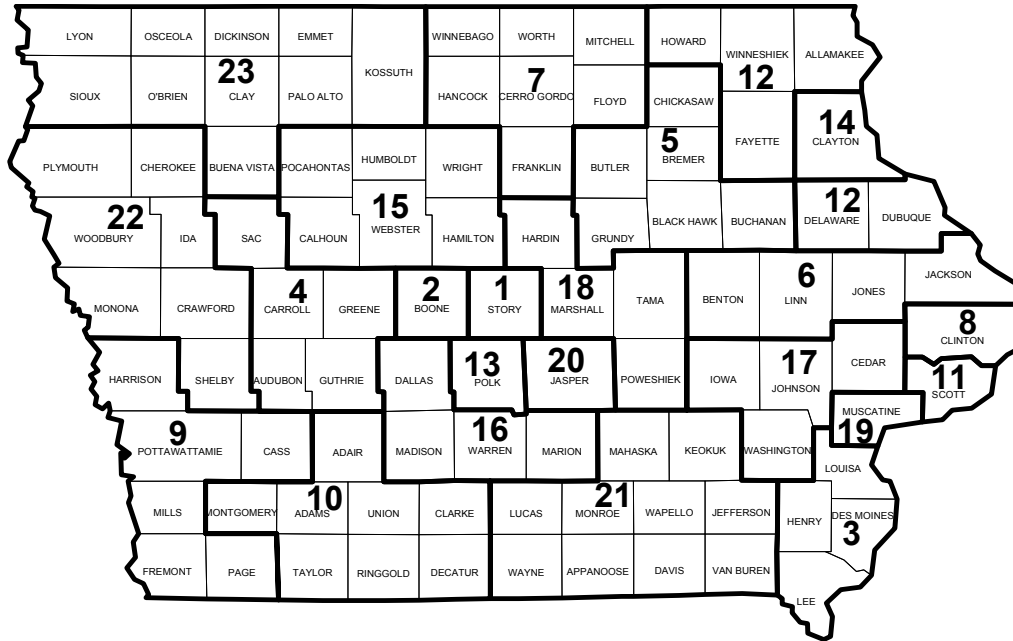 LYON OSCEOLA DICKINSON EMMET WINNEBAGO WORTH MITCHELL HOWARD WINNESHIEK ALLAMAKEE
KOSSUTH
23 7 12
SIOUX O'BRIEN CLAY PALO ALTO HANCOCK CERRO GORDO FLOYD CHICKASAW
14
5 FAYETTE CLAYTON
PLYMOUTH CHEROKEE BUENA VISTA POCAHONTAS HUMBOLDT WRIGHT FRANKLIN BUTLER BREMER
15 12
22 WEBSTER BLACK HAWK BUCHANAN DELAWARE DUBUQUE
WOODBURY IDA SAC CALHOUN HAMILTON HARDIN GRUNDY
6 JACKSON
4 2 1 18
MONONA CRAWFORD CARROLL GREENE BOONE STORY MARSHALL TAMA BENTON LINN JONES
8
CLINTON
13 20 17 CEDAR
HARRISON SHELBY AUDUBON GUTHRIE DALLAS POLK JASPER POWESHIEK IOWA JOHNSON
11
SCOTT
MUSCATINE
9 16 19
POTTAWATTAMIE CASS ADAIR MADISON WARREN MARION MAHASKA KEOKUK WASHINGTON
LOUISA
10 21
MILLS MONTGOMERY ADAMS UNION CLARKE LUCAS MONROE WAPELLO JEFFERSON HENRY DES MOINES
3
FREMONT PAGE TAYLOR RINGGOLD DECATUR WAYNE APPANOOSE DAVIS VAN BUREN
LEE